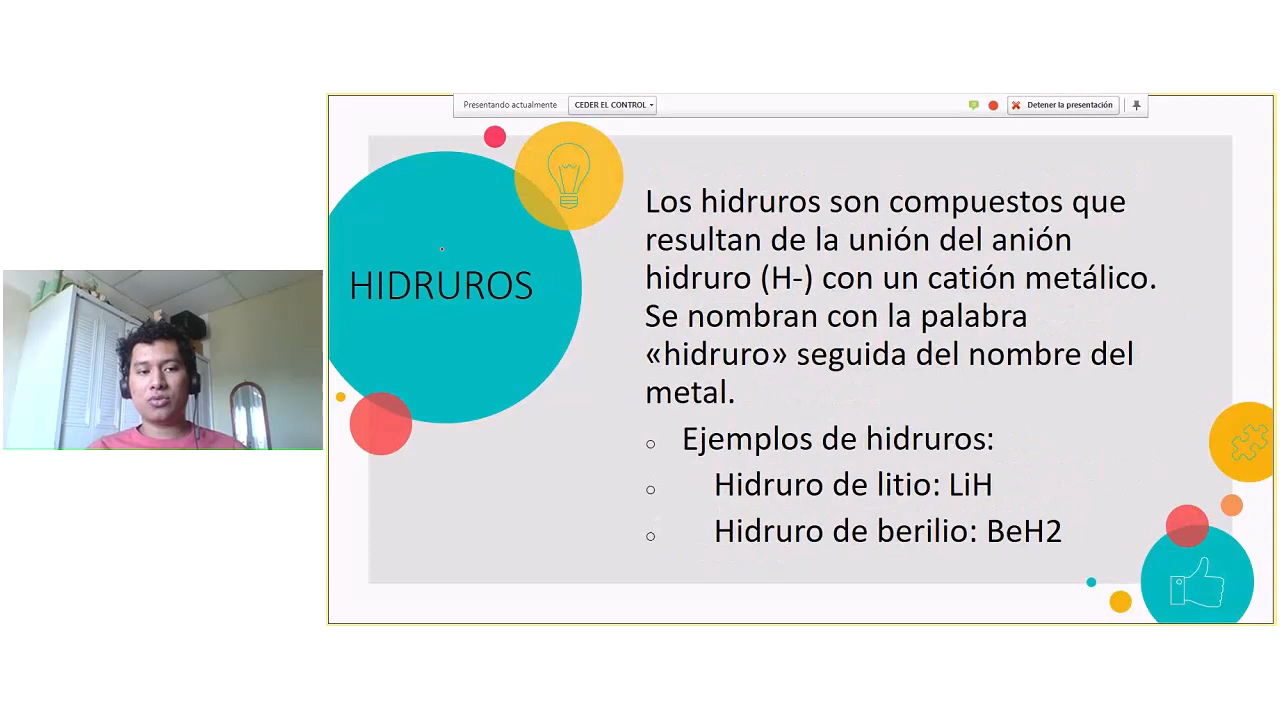 Presentando actualmente
CEDER EL CONTROL
Detener la presentación
HIDRUROS
Los hidruros son compuestos que
resultan de la unión del anión
hidruro (H-) con un catión metálico.
Se nombran con la palabra
«hidruro» seguida del nombre del
metal.
Ejemplos de hidruros:
Hidruro de litio: LiH
Hidruro de berilio: BeH2